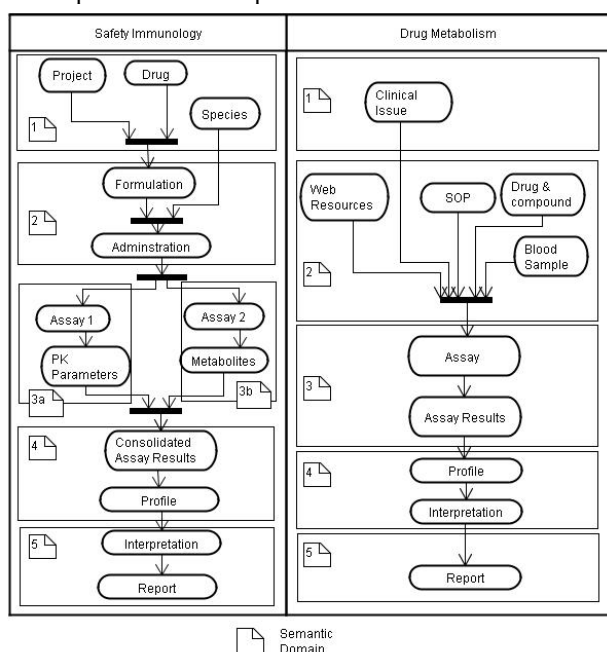 Safety Immunology
Drug Metabolism
Project
Drug
Species
1
Formulation
2
Adminstration
Assay 1
Assay 2
PK
Parameters
Metabolites
3a
3b
4
Consolidated
Assay Results
Profile
5
Interpretation
Report
1
Clinical
Issue
Web
Resources
SOP
Drug &
compound
Blood
Sample
2
Assay
3
Assay Results
4
Profile
Interpretation
5
Report
Semantic
Domain